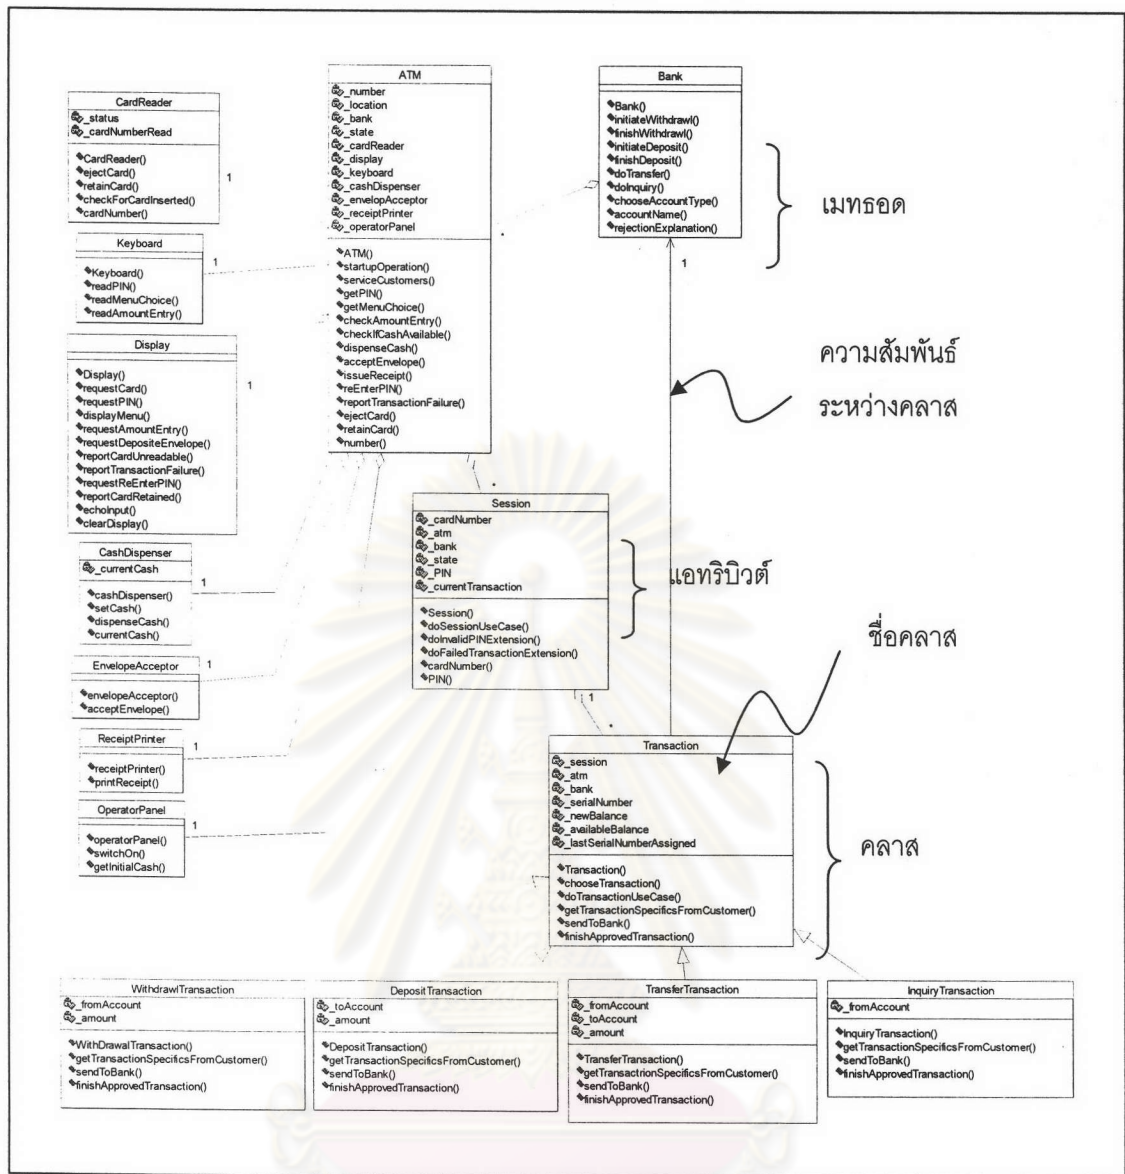 ATM
_number
_location
_bank
_state
_cardReader
_display
_keyboard
_cashDispenser
_envelopAcceptor
_receiptPrinter
_operatorPanel
ATM()
startupOperation()
serviceCustomers()
getPIN()
getMenuChoice()
checkAmountEntry()
checkIfCashAvailable()
dispenseCash()
acceptEnvelope()
issueReceipt()
reEnterPIN()
reportTransactionFailure()
ejectCard()
retainCard()
number()
Bank
Bank()
initiateWithdrawl()
finishWithdrawl()
initiateDeposit()
finishDeposit()
doTransfer()
doInquiry()
chooseAccountType()
accountName()
rejectionExplanation()
เมทธอด
1
CardReader
_status
_cardNumberRead
CardReader()
ejectCard()
retainCard()
checkForCardInserted()
cardNumber()
1
Keyboard
Keyboard()
readPIN()
readMenuChoice()
readAmountEntry()
1
Display
Display()
requestCard()
requestPIN()
displayMenu()
requestAmountEntry()
requestDepositeEnvelope()
reportCardUnreadable()
reportTransactionFailure()
requestReEnterPIN()
reportCardRetained()
echoInput()
clearDisplay()
1
ความสัมพันธ์
ระหว่างคลาส
Session
_cardNumber
_atm
_bank
_state
_PIN
_currentTransaction
Session()
doSessionUseCase()
doInvalidPINExtension()
doFailedTransactionExtension()
cardNumber()
PIN()
แอทริบิวต์
1
CashDispenser
_currentCash
cashDispenser()
setCash()
dispenseCash()
currentCash()
1
EnvelopeAcceptor
envelopeAcceptor()
acceptEnvelope()
1
ReceiptPrinter
receiptPrinter()
printReceipt()
1
OperatorPanel
operatorPanel()
switchOn()
getInitialCash()
1
ชื่อคลาส
Transaction
_session
_atm
_bank
_serialNumber
_newBalance
_availableBalance
_lastSerialNumberAssigned
Transaction()
chooseTransaction()
doTransactionUseCase()
getTransactionSpecificsFromCustomer()
sendToBank()
finishApprovedTransaction()
คลาส
WithdrawlTransaction
_fromAccount
_amount
WithDrawalTransaction()
getTransactionSpecificsFromCustomer()
sendToBank()
finishApprovedTransaction()
DepositTransaction
_toAccount
_amount
DepositTransaction()
getTransactionSpecificsFromCustomer()
sendToBank()
finishApprovedTransaction()
TransferTransaction
_fromAccount
_toAccount
_amount
TransferTransaction()
getTransactrionSpecificsFromCustomer()
sendToBank()
finishApprovedTransaction()
InquiryTransaction
_fromAccount
InquiryTransaction()
getTransactionSpecificsFromCustomer()
sendToBank()
finishApprovedTransaction()